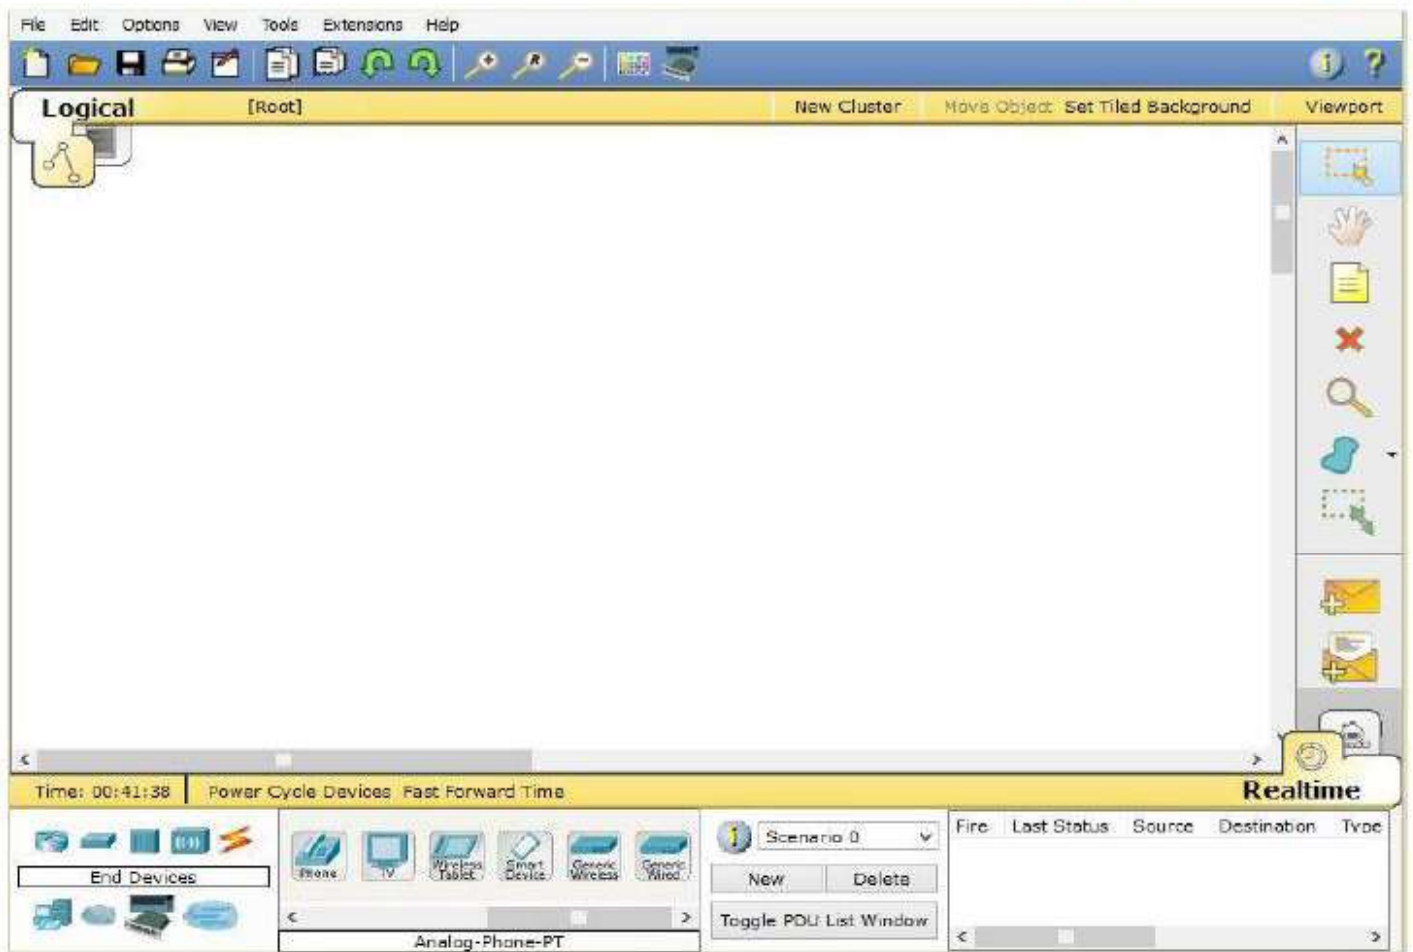 File Edit Options View Tools Extensions Help
R
i ?
Logical [Root] New Cluster Move Object Set Tiled Background Viewport
Time: 00:41:38 Power Cycle Devices Fast Forward Time Realtime
Fire Last Status Source Destination Type
i Scenario 0
Phone TV Wireless Tablet Smart Device Generic Wireless Generic Wired
End Devices
New Delete
Toggle PDU List Window
Analog-Phone-PT